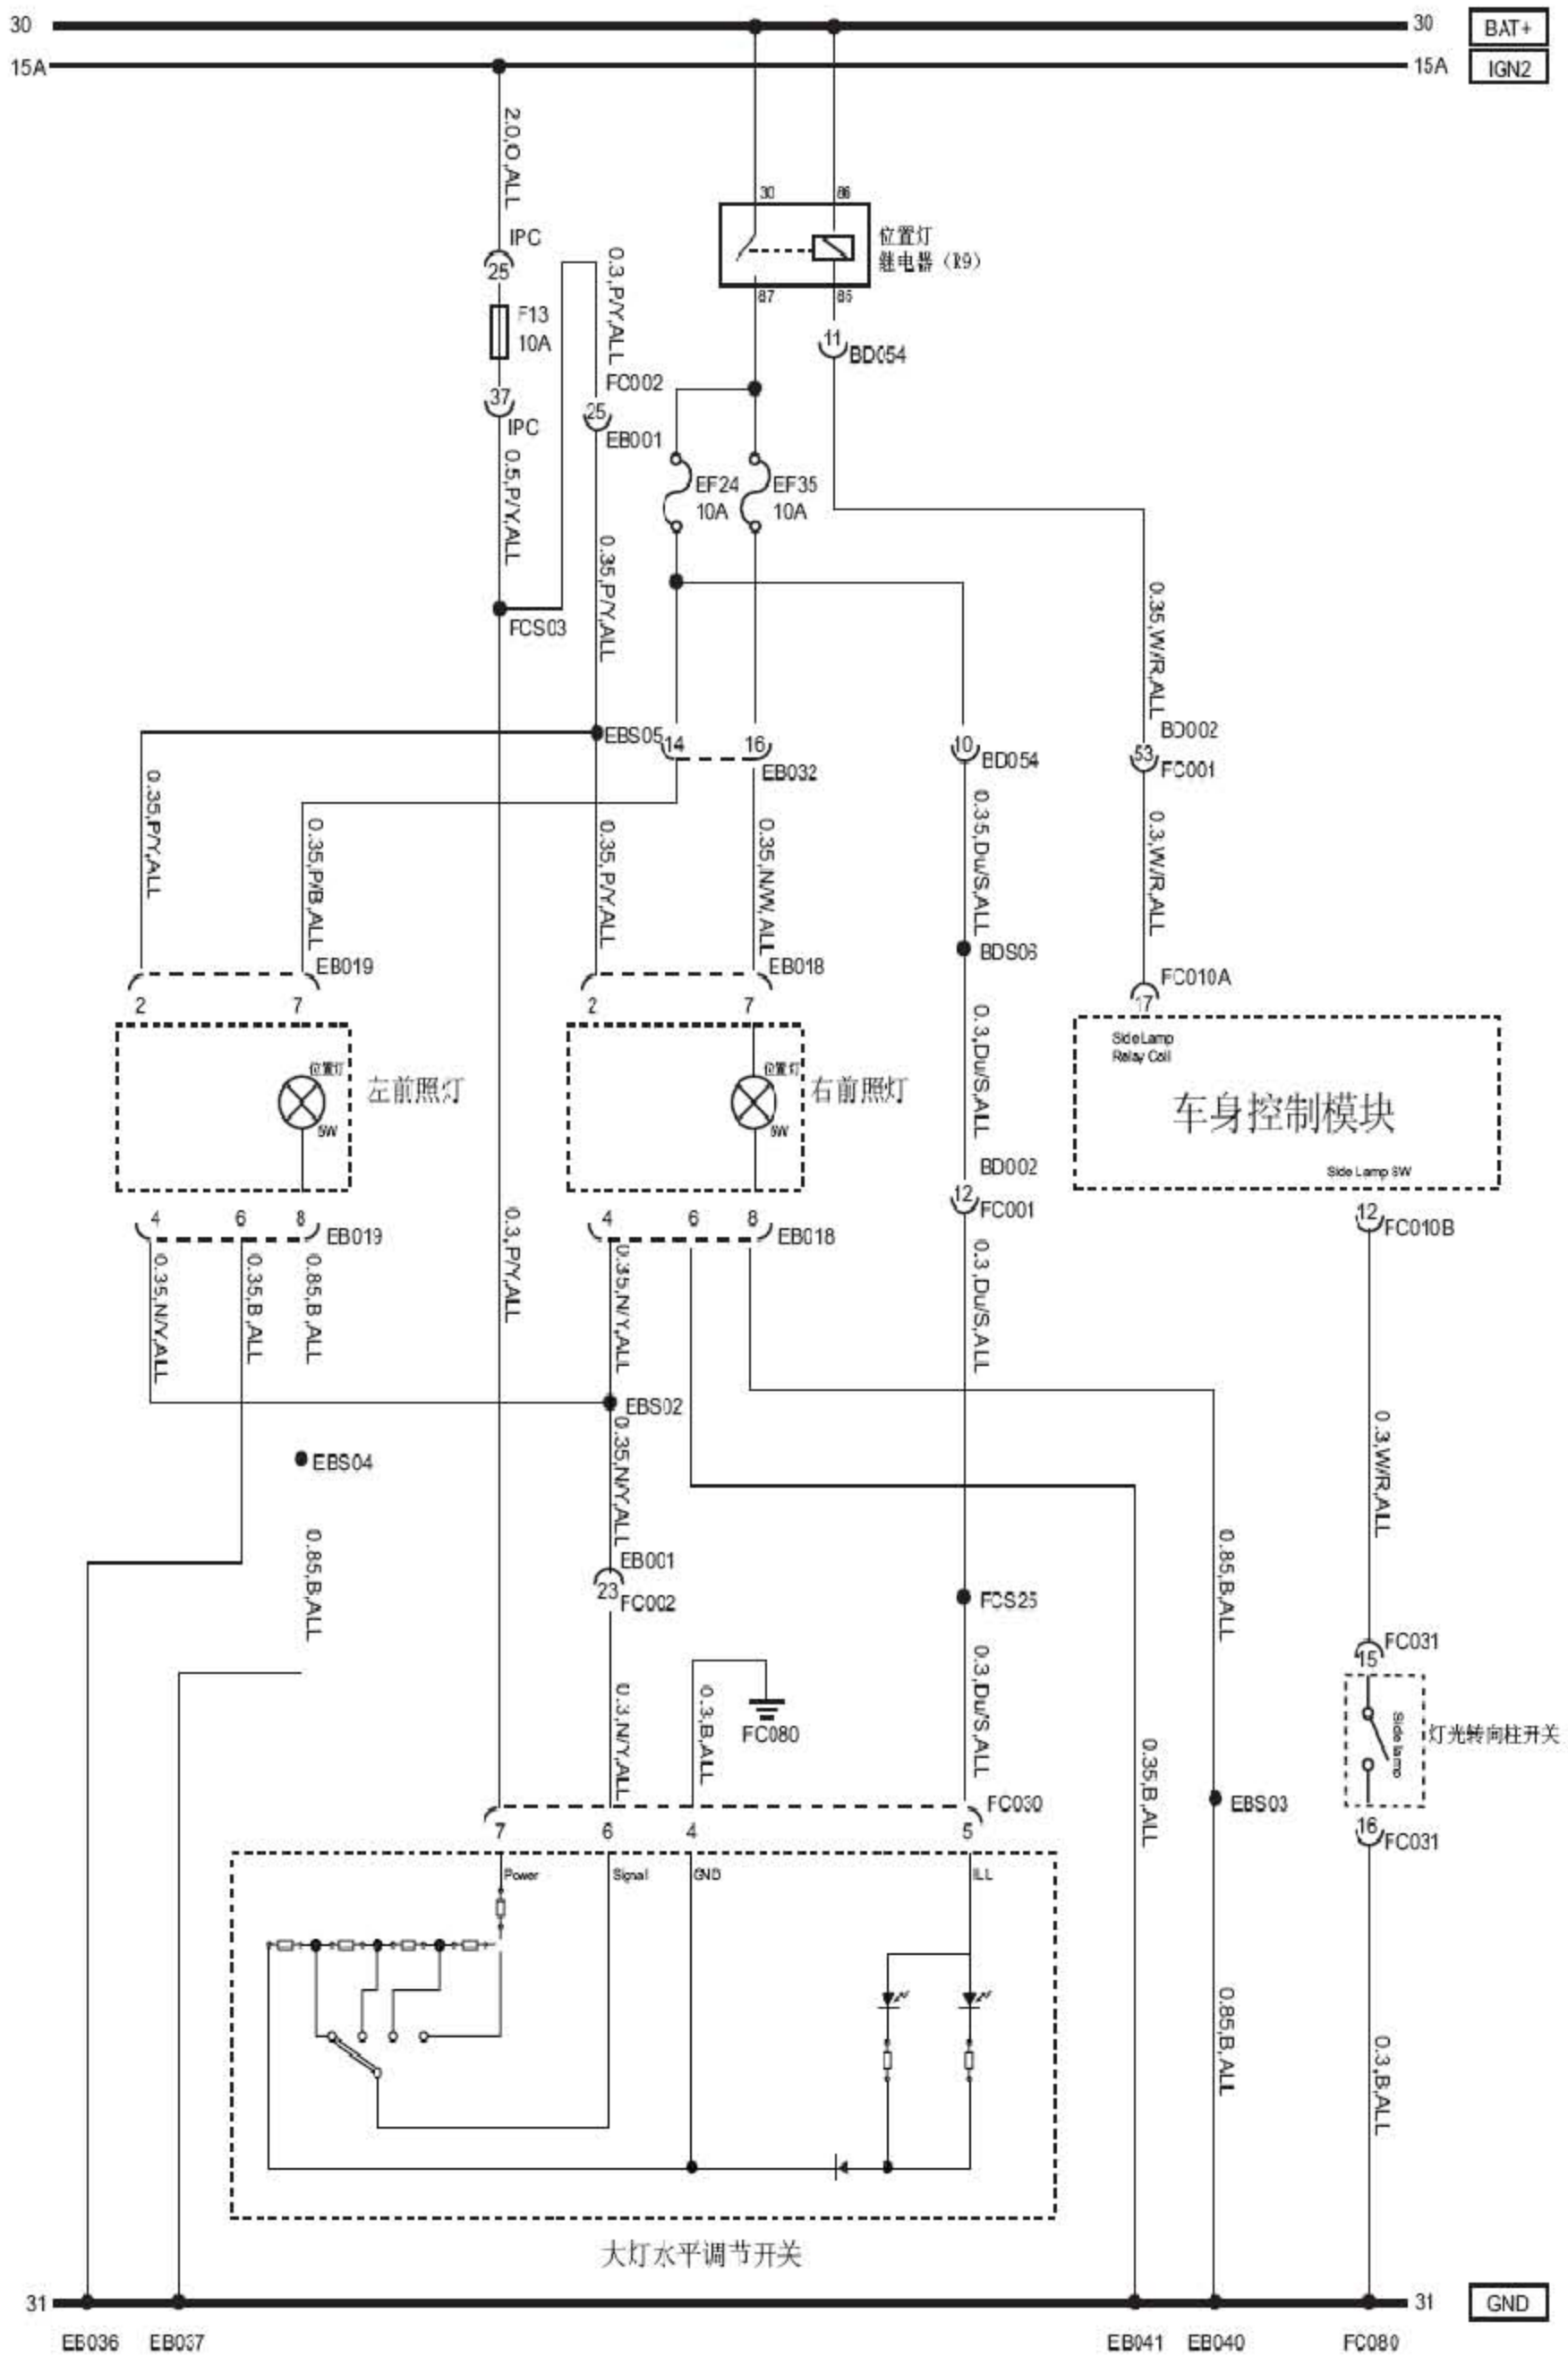 30
30
BAT+
15A
15A
IGN2
2.0,O,ALL
30
86
IPC
25
位置灯
继电器（R9）
0.3,P/Y,ALL
87
85
F13
10A
11
BD054
FC002
37
IPC
25
EB001
0.5,P/Y,ALL
EF24
10A
EF35
10A
0.35,P/Y,ALL
0.35,W/R,ALL
FCS03
EBS05
14
16
EB032
10
BD054
BD002
53
FC001
0.35,P/Y,ALL
0.35,P/B,ALL
0.35,P/Y,ALL
0.35,N/W,ALL
0.35,Du/S,ALL
0.3,W/R,ALL
BDS06
EB019
EB018
FC010A
2
7
2
7
17
0.3,Du/S,ALL
Side Lamp
Relay Coil
位置灯
5W
左前照灯
位置灯
5W
右前照灯
车身控制模块
BD002
Side Lamp SW
12
FC001
4
6
8
EB019
4
6
8
EB018
12
FC010B
0.35,N/Y,ALL
0.35,B,ALL
0.85,B,ALL
0.3,P/Y,ALL
0.35,N/Y,ALL
0.3,Du/S,ALL
EBS02
0.35,N/Y,ALL
0.3,W/R,ALL
EBS04
0.85,B,ALL
EB001
23
FC002
0.85,B,ALL
FCS25
FC031
15
0.3,N/Y,ALL
0.3,B,ALL
FC080
0.3,Du/S,ALL
Side lamp
灯光转向柱开关
0.35,B,ALL
FC030
EBS03
16
FC031
7
6
4
5
Power
Signal
GND
ILL
0.85,B,ALL
0.3,B,ALL
大灯水平调节开关
31
31
GND
EB036
EB037
EB041
EB040
FC080